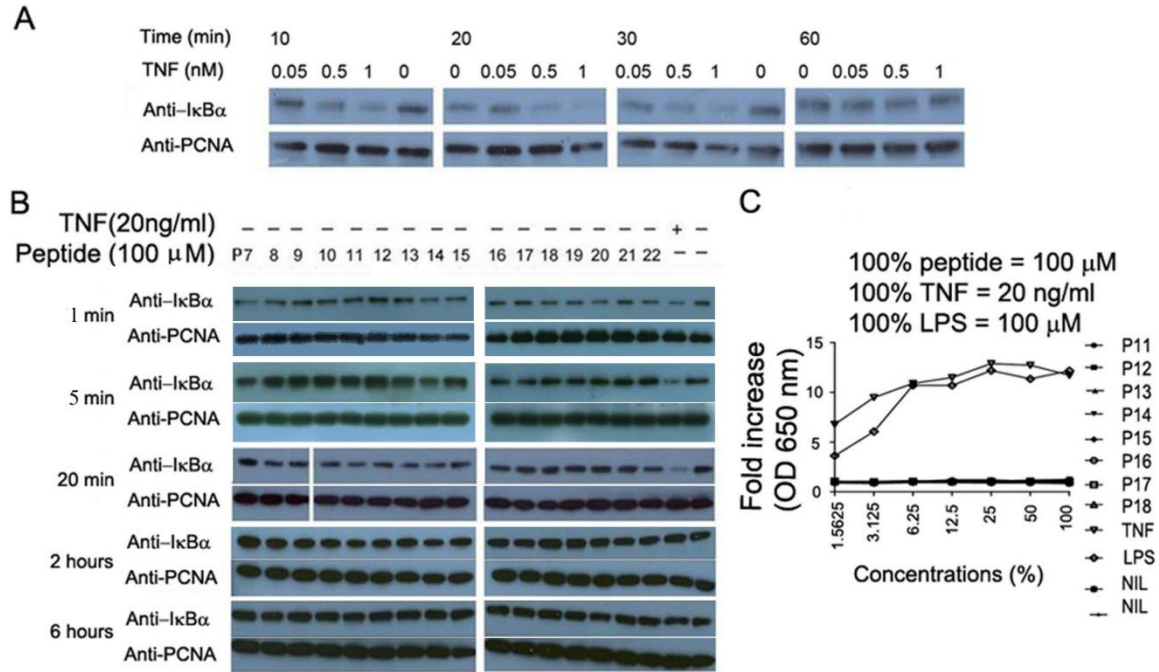 A
Time (min) 10 20 30 60
TNF (nM) 0.05 0.5 1 0 0 0.05 0.5 1 0.05 0.5 1 0 0 0.05 0.5 1
Anti–IκBα
Anti-PCNA
B
TNF(20ng/ml) – – – – – – – – – – – – – – – – + –
Peptide (100 μM) P7 8 9 10 11 12 13 14 15 16 17 18 19 20 21 22 – –
1 min
Anti–IκBα
Anti-PCNA
5 min
Anti–IκBα
Anti-PCNA
20 min
Anti–IκBα
Anti-PCNA
2 hours
Anti–IκBα
Anti-PCNA
6 hours
Anti–IκBα
Anti-PCNA
C
100% peptide = 100 μM
100% TNF = 20 ng/ml
100% LPS = 100 μM
Fold increase
(OD 650 nm)
15
10
5
0
1.5625 3.125 6.25 12.5 25 50 100
Concentrations (%)
P11
P12
P13
P14
P15
P16
P17
P18
TNF
LPS
NIL
NIL